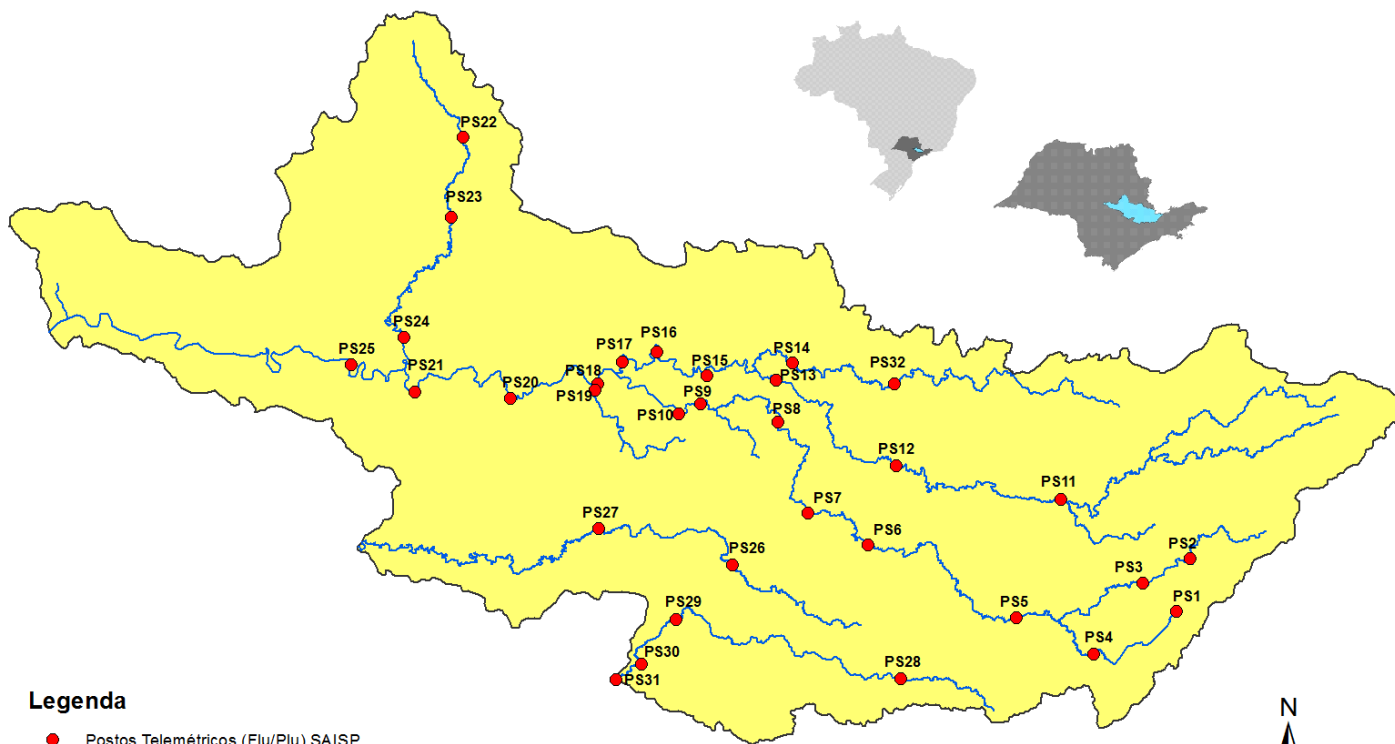 PS22
PS23
PS24
PS25
PS21
PS20
PS18
PS19
PS17
PS16
PS15
PS14
PS13
PS32
PS10
PS9
PS8
PS12
PS11
PS7
PS6
PS27
PS26
PS2
PS3
PS1
PS5
PS4
PS29
PS30
PS31
PS28
Legenda
Postos Telemétricos (Flu/Plu) SAISP
N